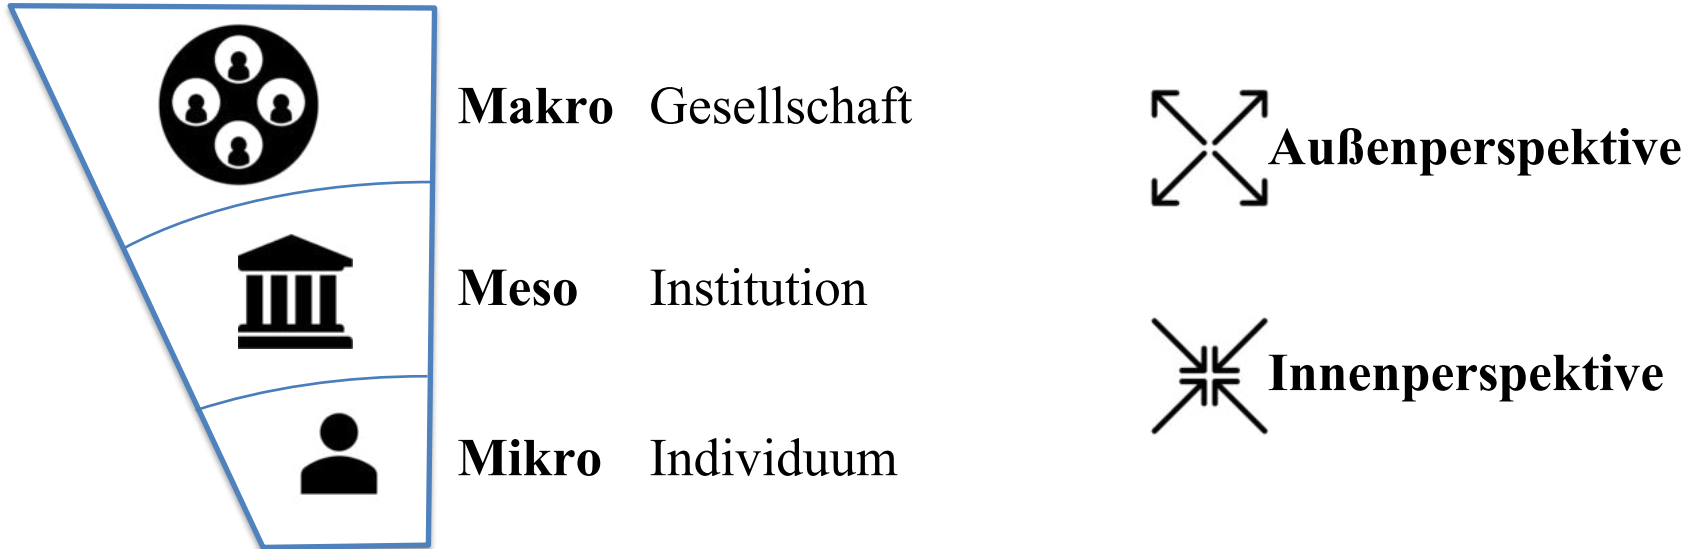 Makro Gesellschaft
Außenperspektive
Meso Institution
Innenperspektive
Mikro Individuum